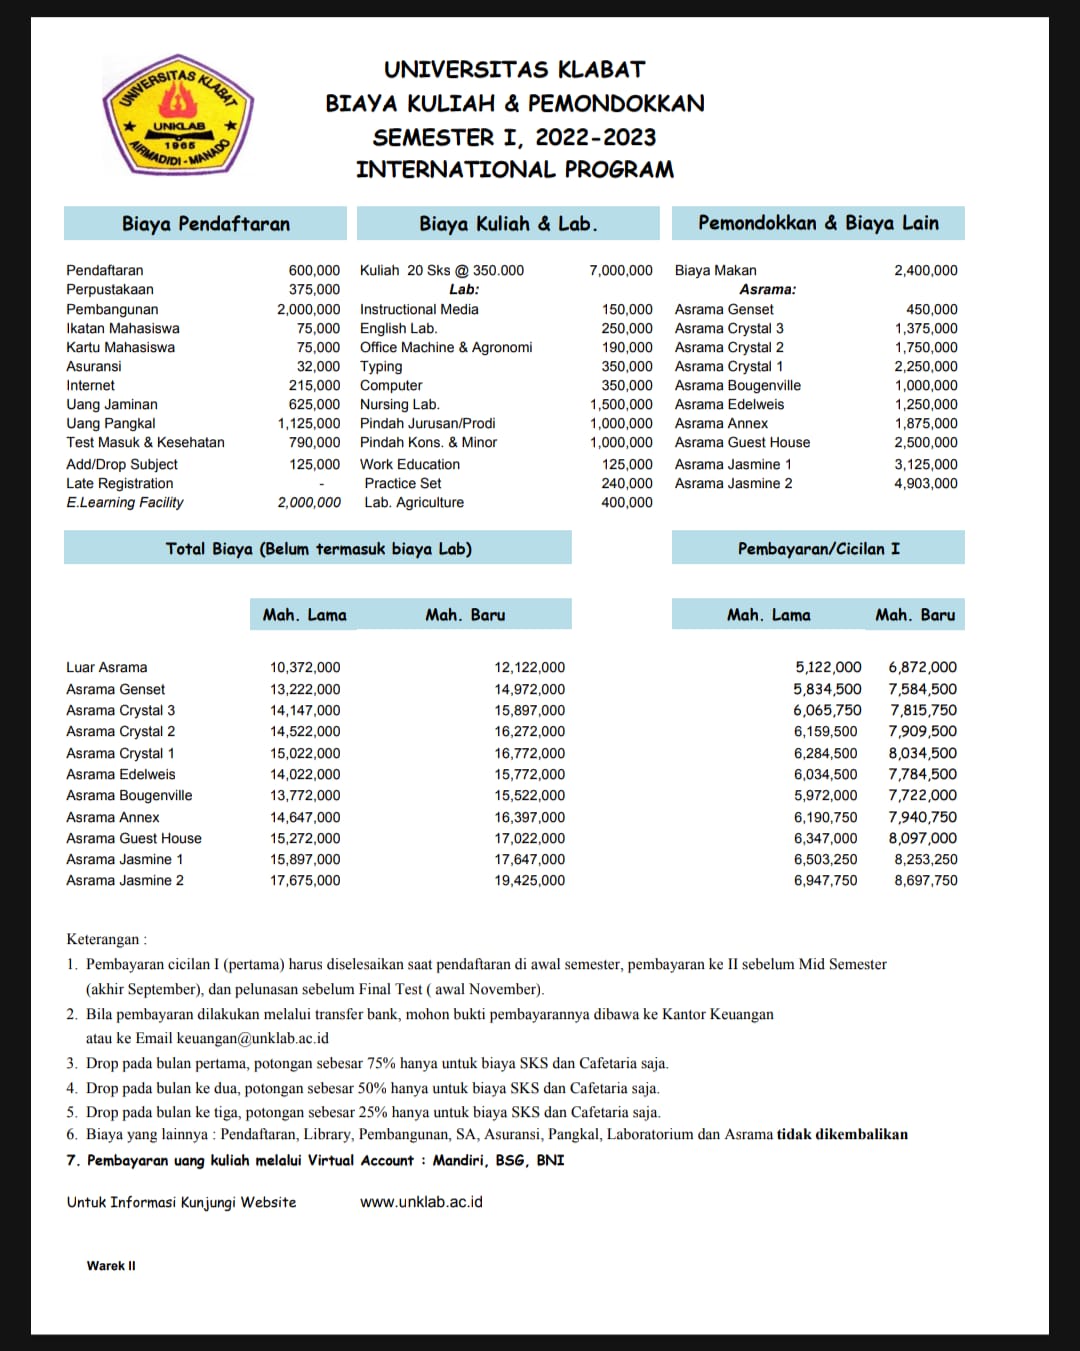 UNIVERSITAS KLABAT
UNKLAB
1965
AIRMADIDI - MANADO
UNIVERSITAS KLABAT
BIAYA KULIAH & PEMONDOKKAN
SEMESTER I, 2022-2023
INTERNATIONAL PROGRAM
Biaya Pendaftaran Biaya Kuliah & Lab. Pemondokkan & Biaya Lain
Pendaftaran 600,000 Kuliah 20 Sks @ 350.000 7,000,000 Biaya Makan 2,400,000
Perpustakaan 375,000 Lab: Asrama:
Pembangunan 2,000,000 Instructional Media 150,000 Asrama Genset 450,000
Ikatan Mahasiswa 75,000 English Lab. 250,000 Asrama Crystal 3 1,375,000
Kartu Mahasiswa 75,000 Office Machine & Agronomi 190,000 Asrama Crystal 2 1,750,000
Asuransi 32,000 Typing 350,000 Asrama Crystal 1 2,250,000
Internet 215,000 Computer 350,000 Asrama Bougenville 1,000,000
Uang Jaminan 625,000 Nursing Lab. 1,500,000 Asrama Edelweis 1,250,000
Uang Pangkal 1,125,000 Pindah Jurusan/Prodi 1,000,000 Asrama Annex 1,875,000
Test Masuk & Kesehatan 790,000 Pindah Kons. & Minor 1,000,000 Asrama Guest House 2,500,000
Add/Drop Subject 125,000 Work Education 125,000 Asrama Jasmine 1 3,125,000
Late Registration - Practice Set 240,000 Asrama Jasmine 2 4,903,000
E.Learning Facility 2,000,000 Lab. Agriculture 400,000
Total Biaya (Belum termasuk biaya Lab) Pembayaran/Cicilan I
Mah. Lama Mah. Baru Mah. Lama Mah. Baru
Luar Asrama 10,372,000 12,122,000 5,122,000 6,872,000
Asrama Genset 13,222,000 14,972,000 5,834,500 7,584,500
Asrama Crystal 3 14,147,000 15,897,000 6,065,750 7,815,750
Asrama Crystal 2 14,522,000 16,272,000 6,159,500 7,909,500
Asrama Crystal 1 15,022,000 16,772,000 6,284,500 8,034,500
Asrama Edelweis 14,022,000 15,772,000 6,034,500 7,784,500
Asrama Bougenville 13,772,000 15,522,000 5,972,000 7,722,000
Asrama Annex 14,647,000 16,397,000 6,190,750 7,940,750
Asrama Guest House 15,272,000 17,022,000 6,347,000 8,097,000
Asrama Jasmine 1 15,897,000 17,647,000 6,503,250 8,253,250
Asrama Jasmine 2 17,675,000 19,425,000 6,947,750 8,697,750
Keterangan :
1. Pembayaran cicilan I (pertama) harus diselesaikan saat pendaftaran di awal semester, pembayaran ke II sebelum Mid Semester
(akhir September), dan pelunasan sebelum Final Test ( awal November).
2. Bila pembayaran dilakukan melalui transfer bank, mohon bukti pembayarannya dibawa ke Kantor Keuangan
atau ke Email keuangan@unklab.ac.id
3. Drop pada bulan pertama, potongan sebesar 75% hanya untuk biaya SKS dan Cafetaria saja.
4. Drop pada bulan ke dua, potongan sebesar 50% hanya untuk biaya SKS dan Cafetaria saja.
5. Drop pada bulan ke tiga, potongan sebesar 25% hanya untuk biaya SKS dan Cafetaria saja.
6. Biaya yang lainnya : Pendaftaran, Library, Pembangunan, SA, Asuransi, Pangkal, Laboratorium dan Asrama tidak dikembalikan
7. Pembayaran uang kuliah melalui Virtual Account : Mandiri, BSG, BNI
Untuk Informasi Kunjungi Website www.unklab.ac.id
Warek II